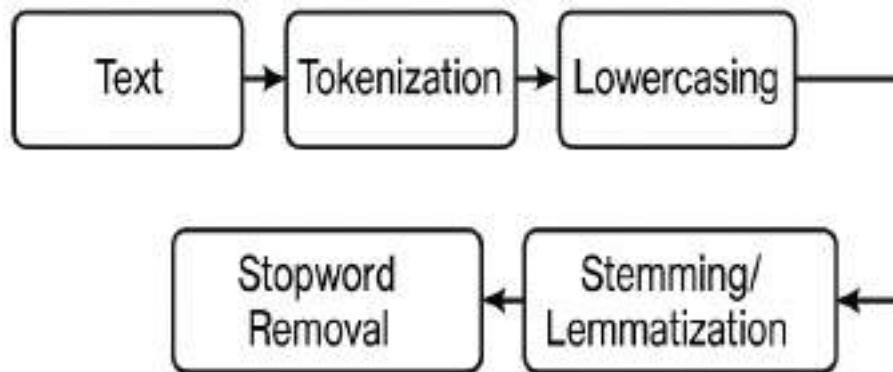 Text
Tokenization
Lowercasing
Stemming/
Lemmatization
Stopword
Removal